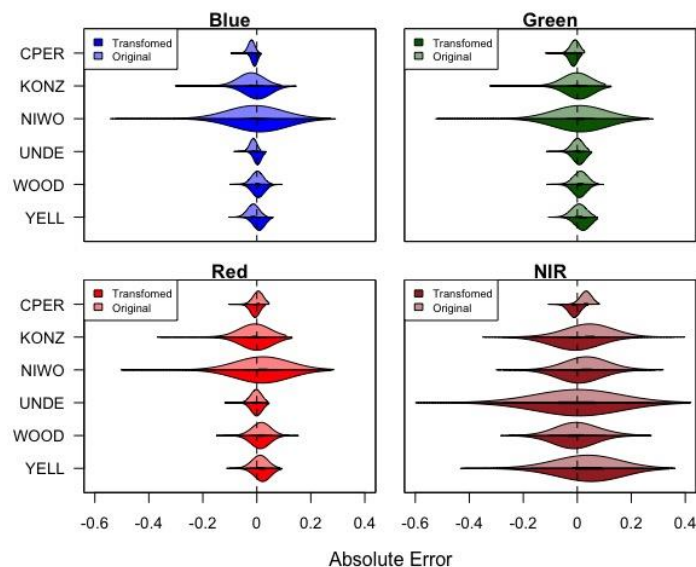 Blue
Transfomed
Original
CPER
KONZ
NIWO
UNDE
WOOD
YELL
Green
Transfomed
Original
Red
Transfomed
Original
CPER
KONZ
NIWO
UNDE
WOOD
YELL
-0.6 -0.4 -0.2 0 0.2 0.4
NIR
Transfomed
Original
-0.6 -0.4 -0.2 0 0.2 0.4
Absolute Error